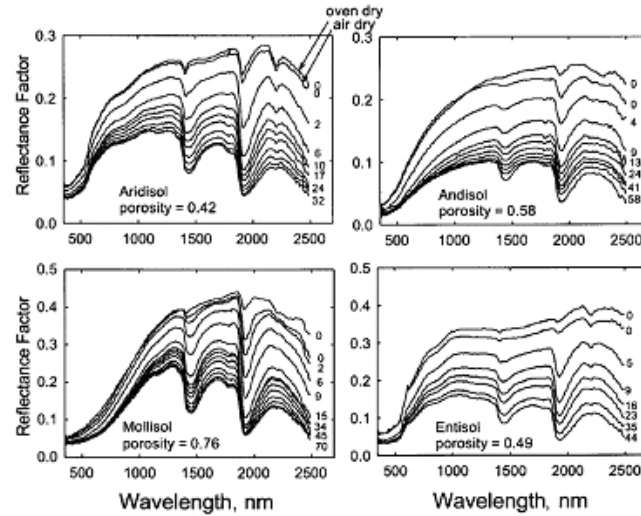 oven dry
air dry
0.3
0.2
0.1
0.0
Reflectance Factor
0
0
2
6
10
17
24
32
Aridisol
porosity = 0.42
500 1000 1500 2000 2500
0.3
0.2
0.1
0.0
0
0
4
9
13
24
41
58
Andisol
porosity = 0.58
500 1000 1500 2000 2500
0.5
0.4
0.3
0.2
0.1
0.0
Reflectance Factor
0
0
2
6
9
15
34
45
70
Mollisol
porosity = 0.76
500 1000 1500 2000 2500
Wavelength, nm
0.5
0.4
0.3
0.2
0.1
0.0
0
0
5
9
16
23
35
44
Entisol
porosity = 0.49
500 1000 1500 2000 2500
Wavelength, nm